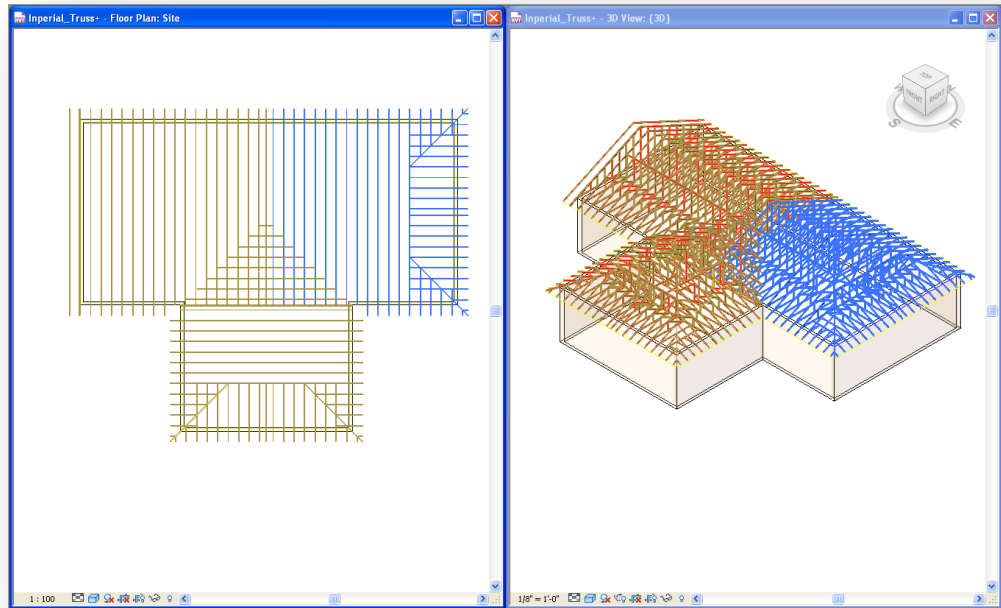 Inperial_Truss+ - Floor Plan: Site
Inperial_Truss+ - 3D View: {3D}
TOP
FRONT
RIGHT
S
E
1 : 100
1/8" = 1'-0"